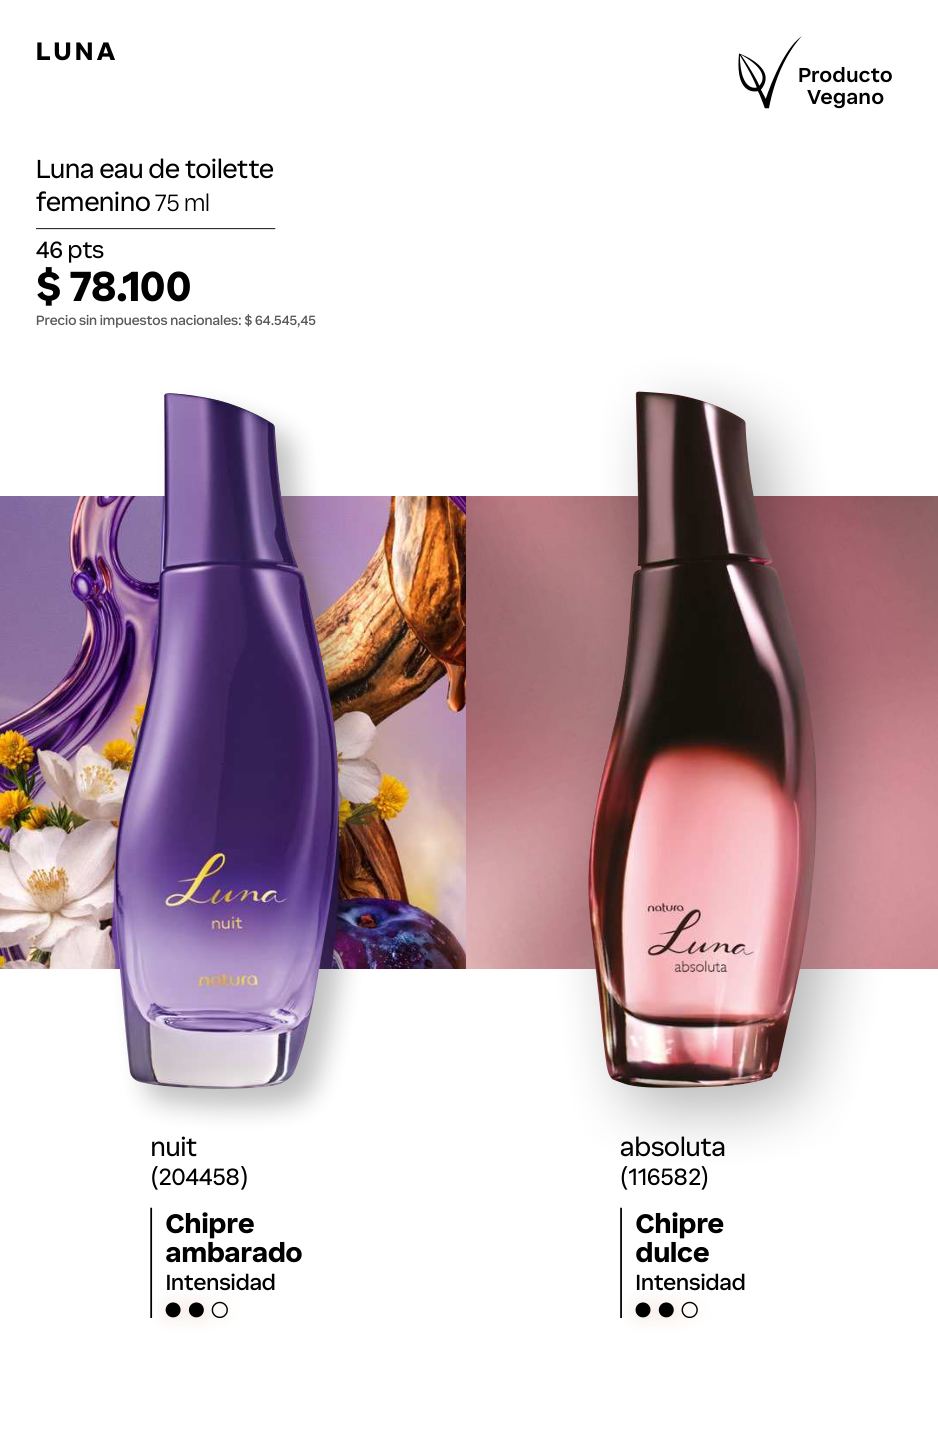 LUNA
Producto
Vegano
Luna eau de toilette
femenino 75 ml
46 pts
$ 78.100
Precio sin impuestos nacionales: $ 64.545,45
Luna
nuit
natura
natura
Luna
absoluta
nuit
(204458)
Chipre
ambarado
Intensidad
absoluta
(116582)
Chipre
dulce
Intensidad